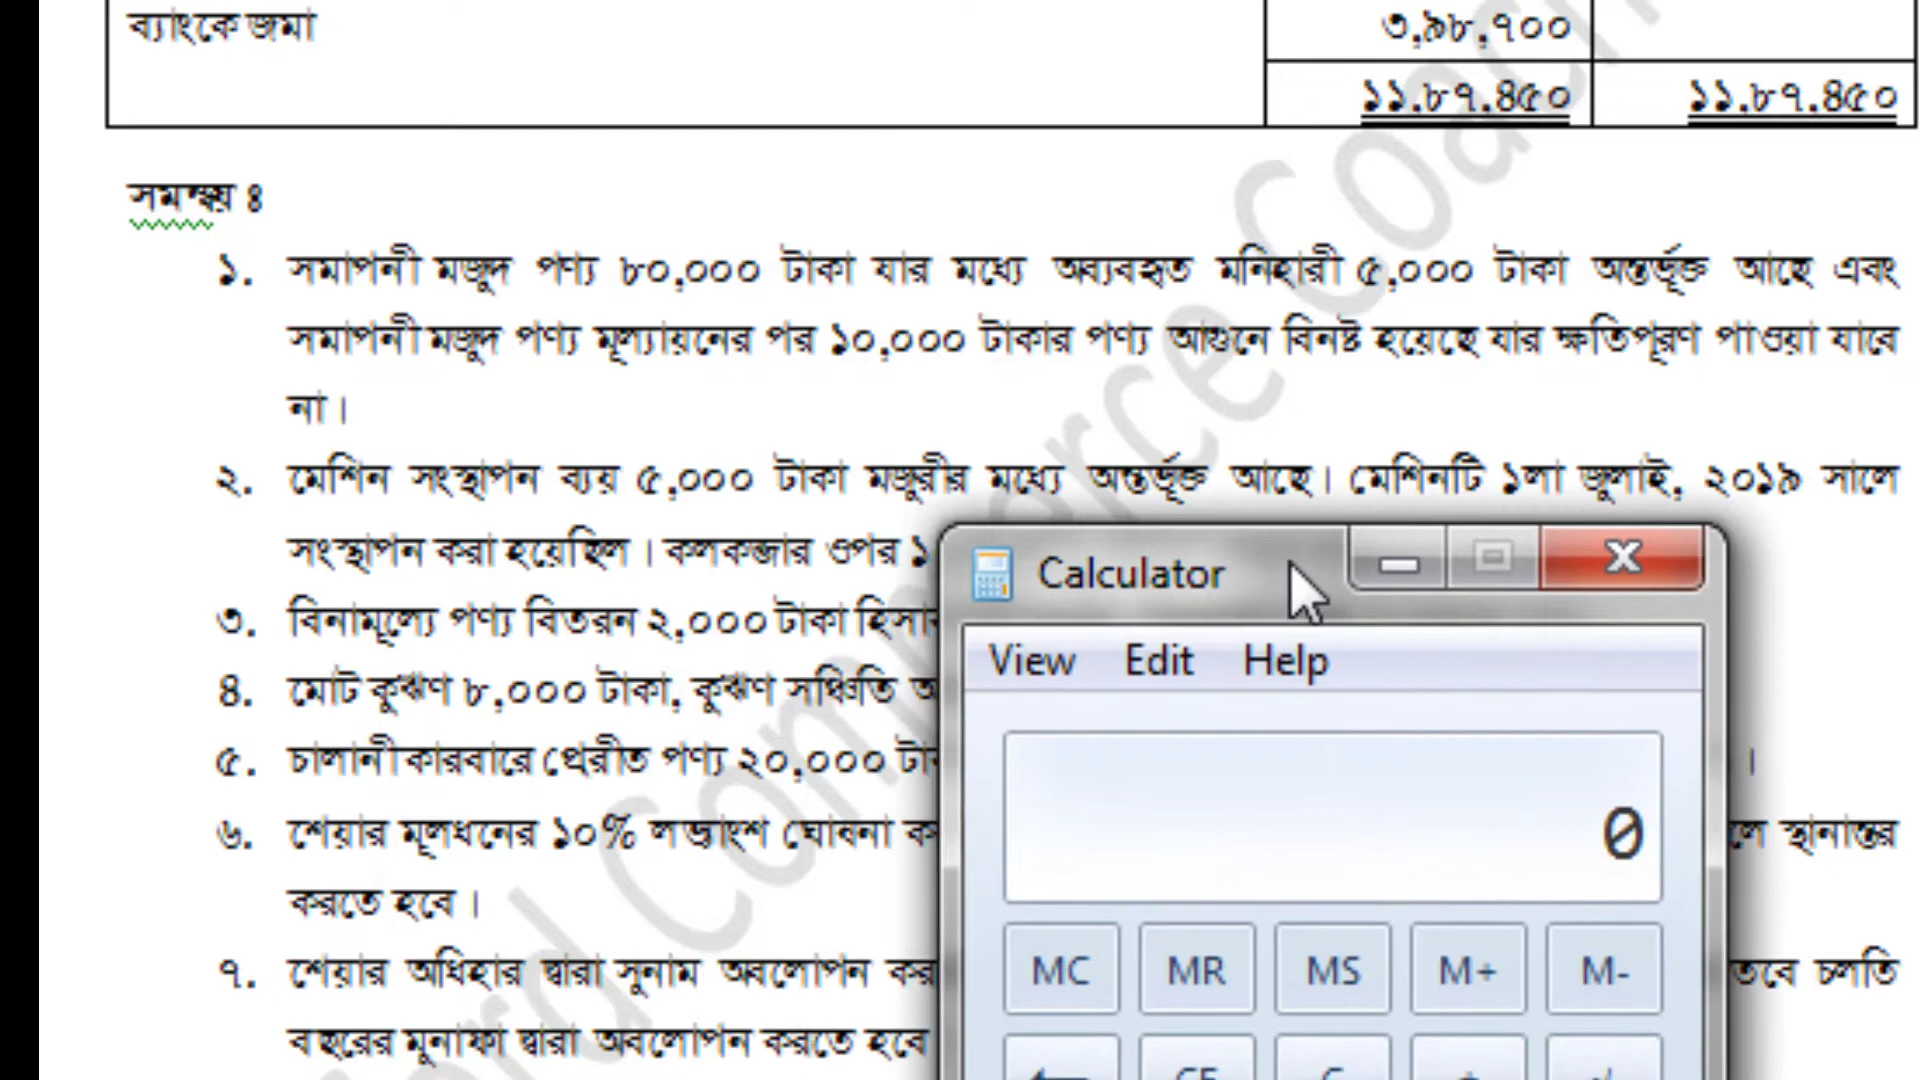 ব্যাংকে জমা ৩,৯৮,৭০০
১১,৮৭,৪৫০ ১১,৮৭,৪৫০
সমন্বয় ঃ
১. সমাপনী মজুদ পণ্য ৮০,০০০ টাকা যার মধ্যে অব্যবহৃত মনিহারী ৫,০০০ টাকা অন্তর্ভূক্ত আছে এবং
সমাপনী মজুদ পণ্য মূল্যায়নের পর ১০,০০০ টাকার পণ্য আগুনে বিনষ্ট হয়েছে যার ক্ষতিপূরণ পাওয়া যাবে
না।
২. মেশিন সংস্থাপন ব্যয় ৫,০০০ টাকা মজুরীর মধ্যে অন্তর্ভূক্ত আছে। মেশিনটি ১লা জুলাই, ২০১৯ সালে
সংস্থাপন করা হয়েছিল। কলকব্জার ওপর ১
Calculator
৩. বিনামূল্যে পণ্য বিতরন ২,০০০ টাকা
View Edit Help
৪. মোট কুঋণ ৮,০০০ টাকা, কুঋণ সঞ্চিতি
৫. চালানী কারবারে প্রেরীত পণ্য ২০,০০০ ।
0
৬. শেয়ার মূলধনের ১০% লভ্যাংশ ঘোষনা স্থানান্তর
করতে হবে।
MC MR MS M+ M-
৭. শেয়ার অধিহার দ্বারা সুনাম অবলোপন তবে চলতি
বছরের মুনাফা দ্বারা অবলোপন করতে হবে
CE C